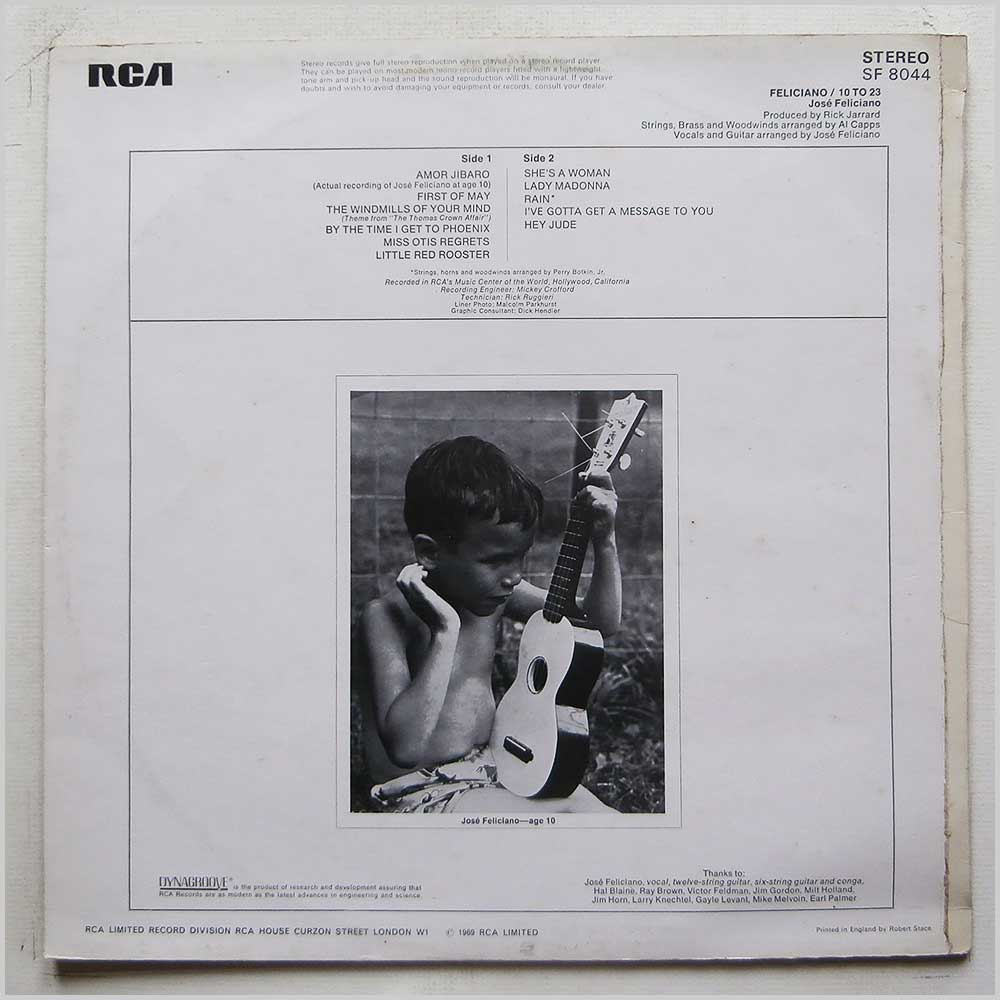 RCA
Stereo records give full stereo reproduction when played on a stereo record player.
They can be played on most modern mono record players fitted with a lightweight
tone arm and pick-up head and the sound reproduction will be monaural. If you have
doubts and wish to avoid damaging your equipment or records, consult your dealer.
STEREO
SF 8044
FELICIANO / 10 TO 23
José Feliciano
Produced by Rick Jarrard
Strings, Brass and Woodwinds arranged by Al Capps
Vocals and Guitar arranged by José Feliciano
Side 1
AMOR JIBARO
(Actual recording of José Feliciano at age 10)
FIRST OF MAY
THE WINDMILLS OF YOUR MIND
(Theme from "The Thomas Crown Affair")
BY THE TIME I GET TO PHOENIX
MISS OTIS REGRETS
LITTLE RED ROOSTER
Side 2
SHE'S A WOMAN
LADY MADONNA
RAIN*
I'VE GOTTA GET A MESSAGE TO YOU
HEY JUDE
*Strings, horns and woodwinds arranged by Perry Botkin, Jr.
Recorded in RCA's Music Center of the World, Hollywood, California
Recording Engineer: Mickey Crofford
Technician: Rick Ruggieri
Liner Photo: Malcolm Parkhurst
Graphic Consultant: Dick Hendler
José Feliciano—age 10
DYNAGROOVE® is the product of research and development assuring that
RCA Records are as modern as the latest advances in engineering and science.
Thanks to:
José Feliciano, vocal, twelve-string guitar, six-string guitar and conga,
Hal Blaine, Ray Brown, Victor Feldman, Jim Gordon, Milt Holland,
Jim Horn, Larry Knechtel, Gayle Levant, Mike Melvoin, Earl Palmer
RCA LIMITED RECORD DIVISION RCA HOUSE CURZON STREET LONDON W1 © 1969 RCA LIMITED
Printed in England by Robert Stace